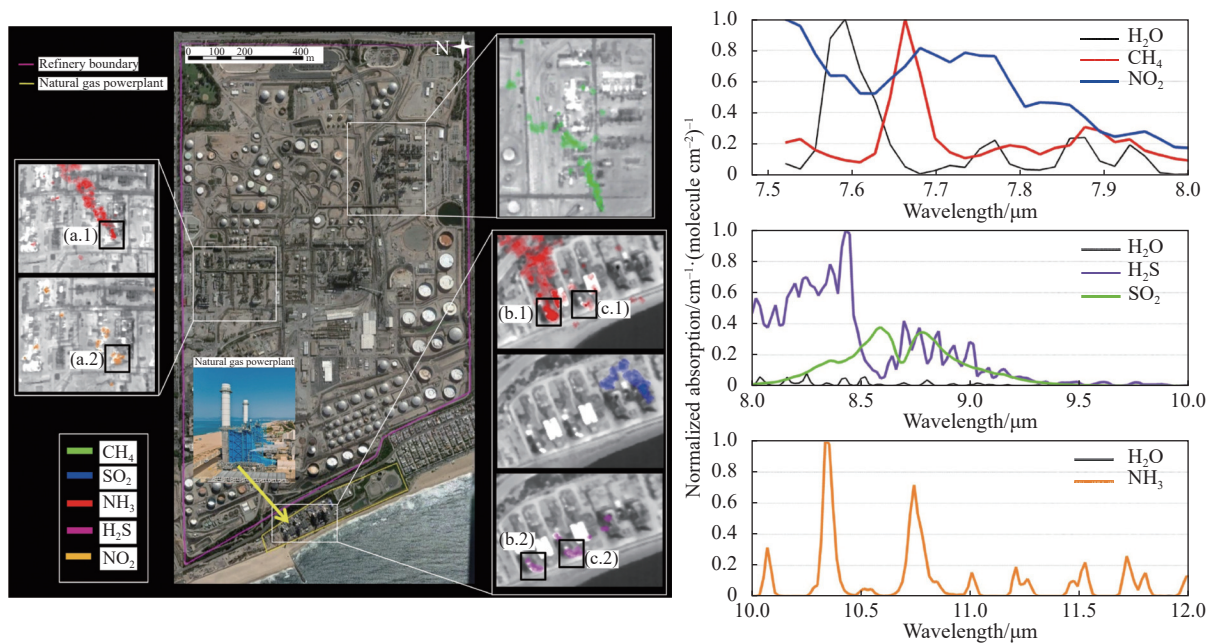 Refinery boundary
Natural gas powerplant
0 100 200 400
m
N
(a.1)
(a.2)
Natural gas powerplant
CH₄
SO₂
NH₃
H₂S
NO₂
(b.1)
(c.1)
(b.2)
(c.2)
Normalized absorption/cm⁻¹·(molecule cm⁻²)⁻¹
1.0
0.8
0.6
0.4
0.2
0
H₂O
CH₄
NO₂
7.5 7.6 7.7 7.8 7.9 8.0
Wavelength/μm
1.0
0.8
0.6
0.4
0.2
0
H₂O
H₂S
SO₂
8.0 8.5 9.0 9.5 10.0
Wavelength/μm
1.0
0.8
0.6
0.4
0.2
0
H₂O
NH₃
10.0 10.5 11.0 11.5 12.0
Wavelength/μm